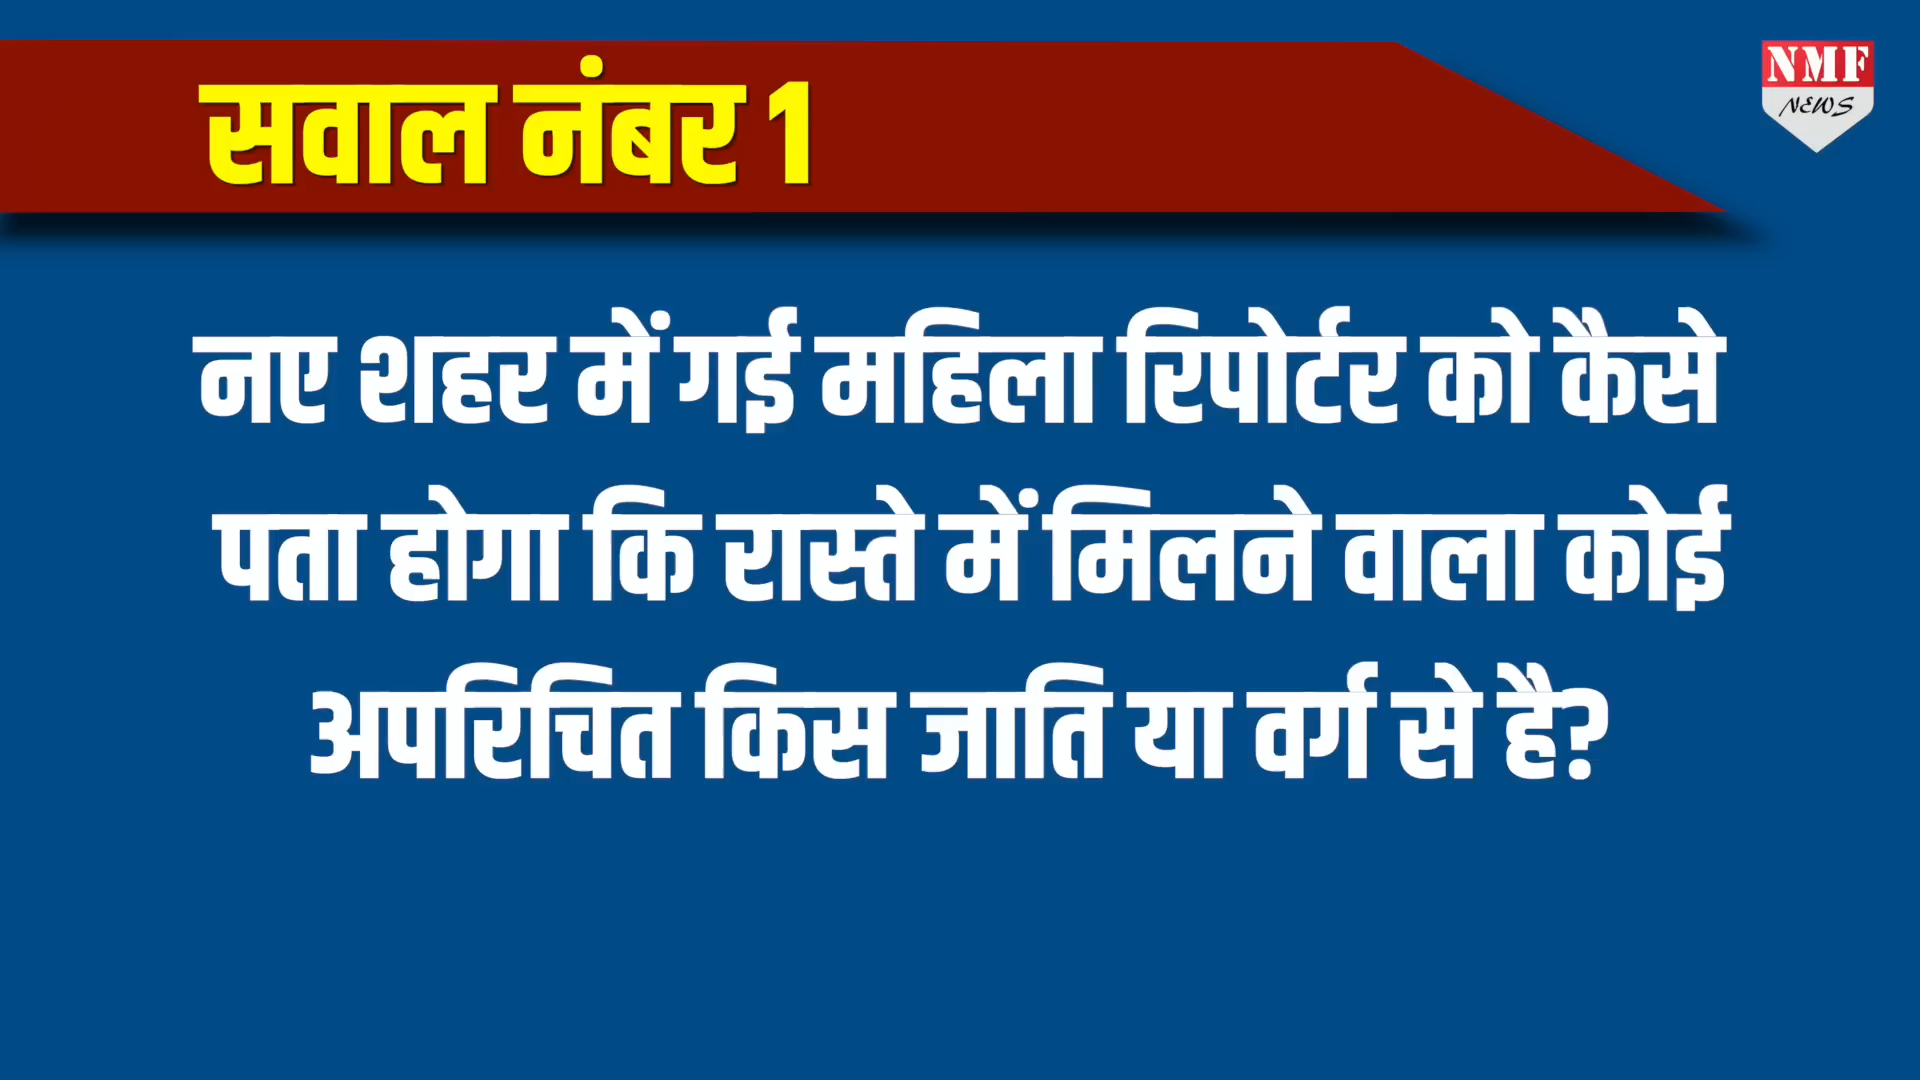 सवाल नंबर 1
NMF
NEWS
नए शहर में गई महिला रिपोर्टर को कैसे
पता होगा कि रास्ते में मिलने वाला कोई
अपरिचित किस जाति या वर्ग से है?